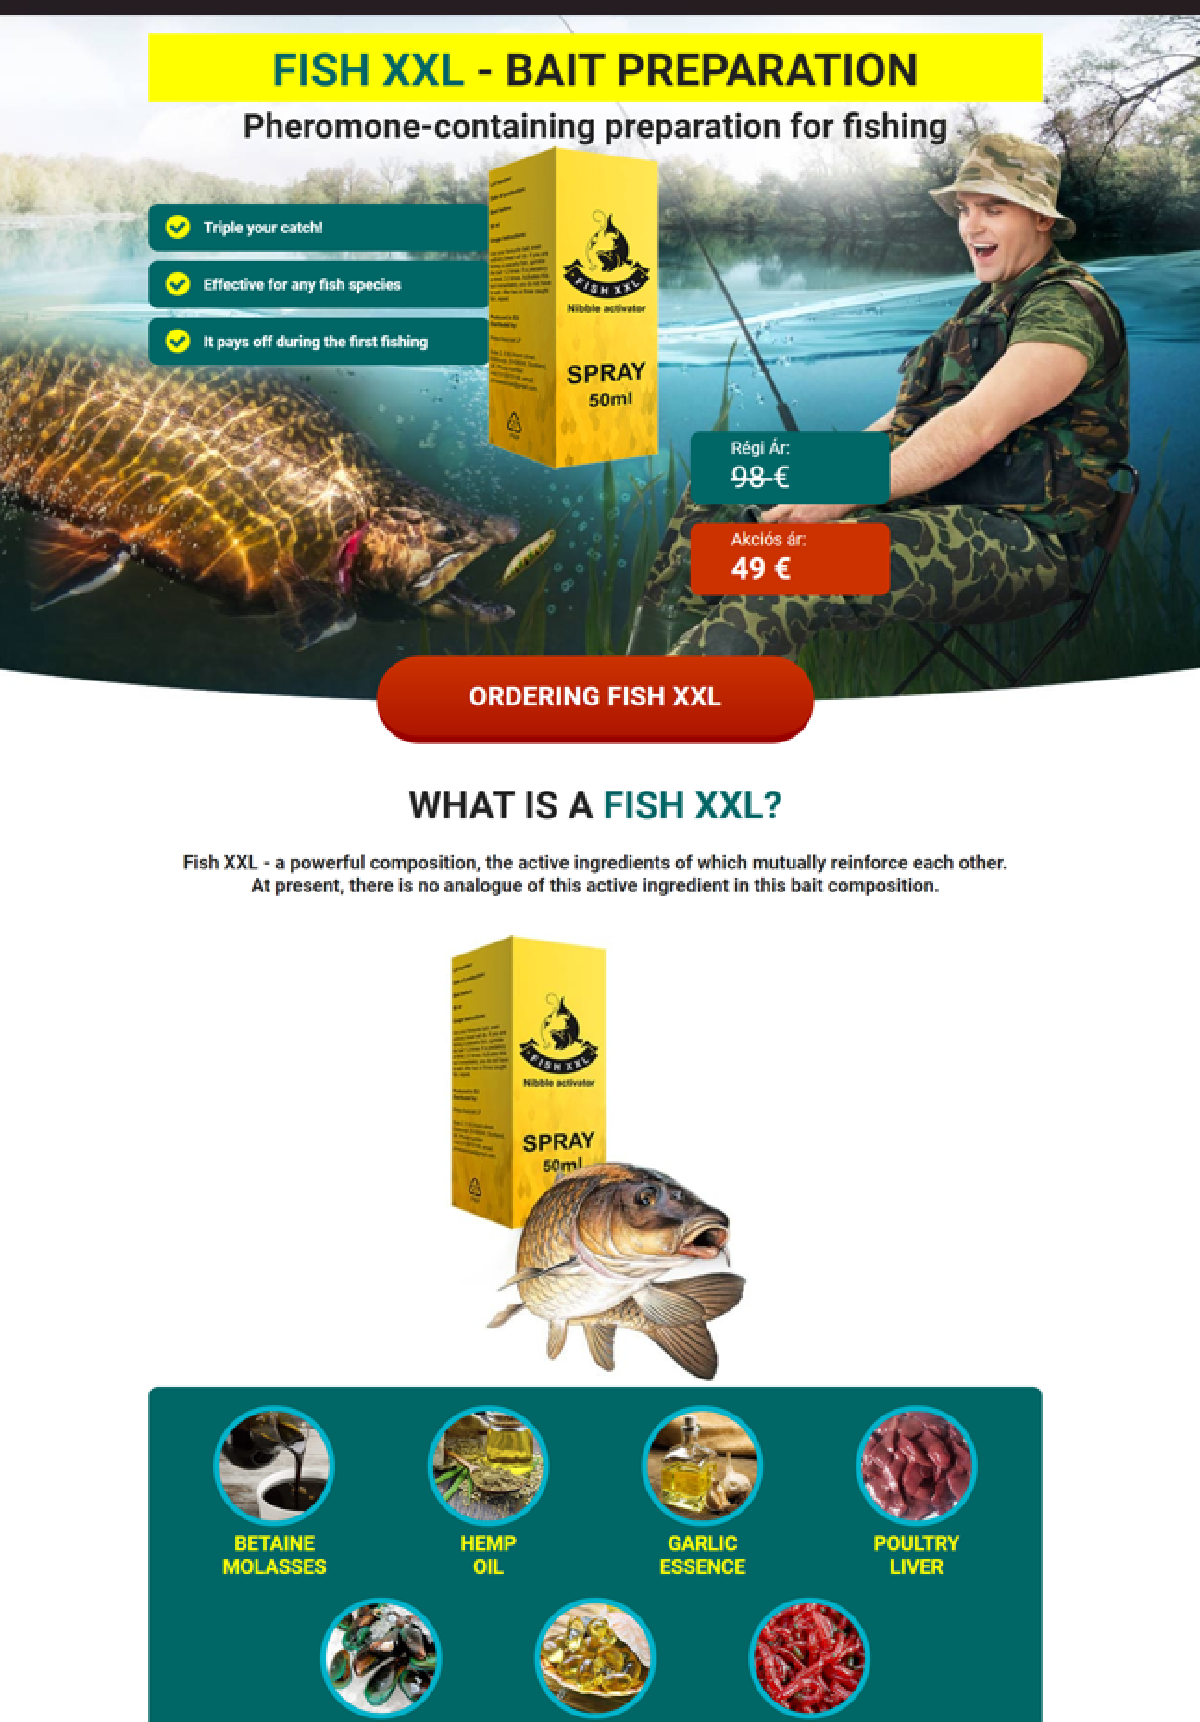 FISH XXL - BAIT PREPARATION
Pheromone-containing preparation for fishing
Triple your catch!
Effective for any fish species
It pays off during the first fishing
FISH XXL
Nibble activator
SPRAY
50ml
Régi Ár:
98 €
Akciós ár:
49 €
ORDERING FISH XXL
WHAT IS A FISH XXL?
Fish XXL - a powerful composition, the active ingredients of which mutually reinforce each other.
At present, there is no analogue of this active ingredient in this bait composition.
FISH XXL
Nibble activator
SPRAY
50ml
BETAINE
MOLASSES
HEMP
OIL
GARLIC
ESSENCE
POULTRY
LIVER